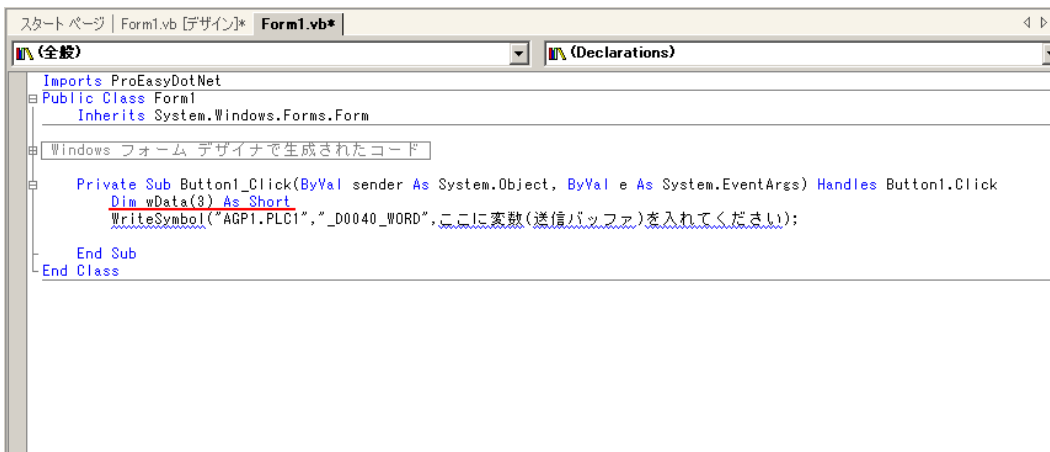 スタート ページ | Form1.vb [デザイン]* Form1.vb*
(全般) (Declarations)
Imports ProEasyDotNet
Public Class Form1
Inherits System.Windows.Forms.Form
Windows フォーム デザイナで生成されたコード
Private Sub Button1_Click(ByVal sender As System.Object, ByVal e As System.EventArgs) Handles Button1.Click
Dim wData(3) As Short
WriteSymbol("AGP1.PLC1","_D0040_WORD",ここに変数(送信バッファ)を入れてください);
End Sub
End Class